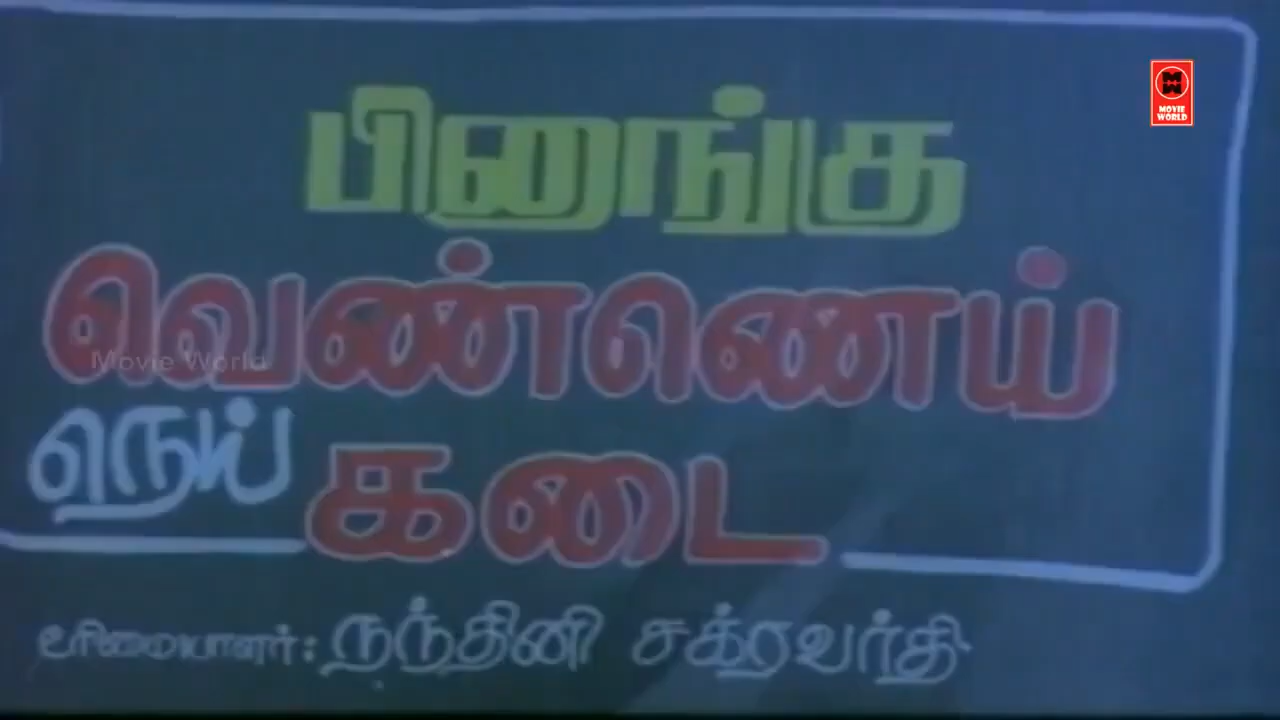 பினாங்கு
MOVIE
WORLD
வெண்ணெய்
Movie World
நெய் கடை
உரிமையாளர்: நந்தினி சக்ரவர்தி